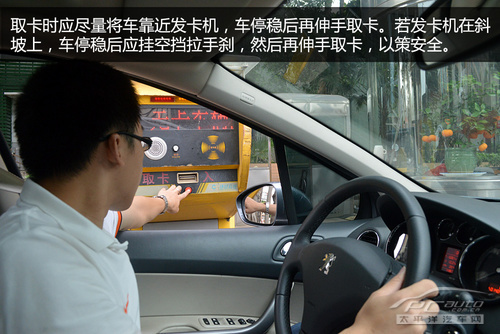 取卡时应尽量将车靠近发卡机，车停稳后再伸手取卡。若发卡机在斜
坡上，车停稳后应挂空挡拉手刹，然后再伸手取卡，以策安全。
取卡
入
PCauto
.com.cn
太平洋汽车网